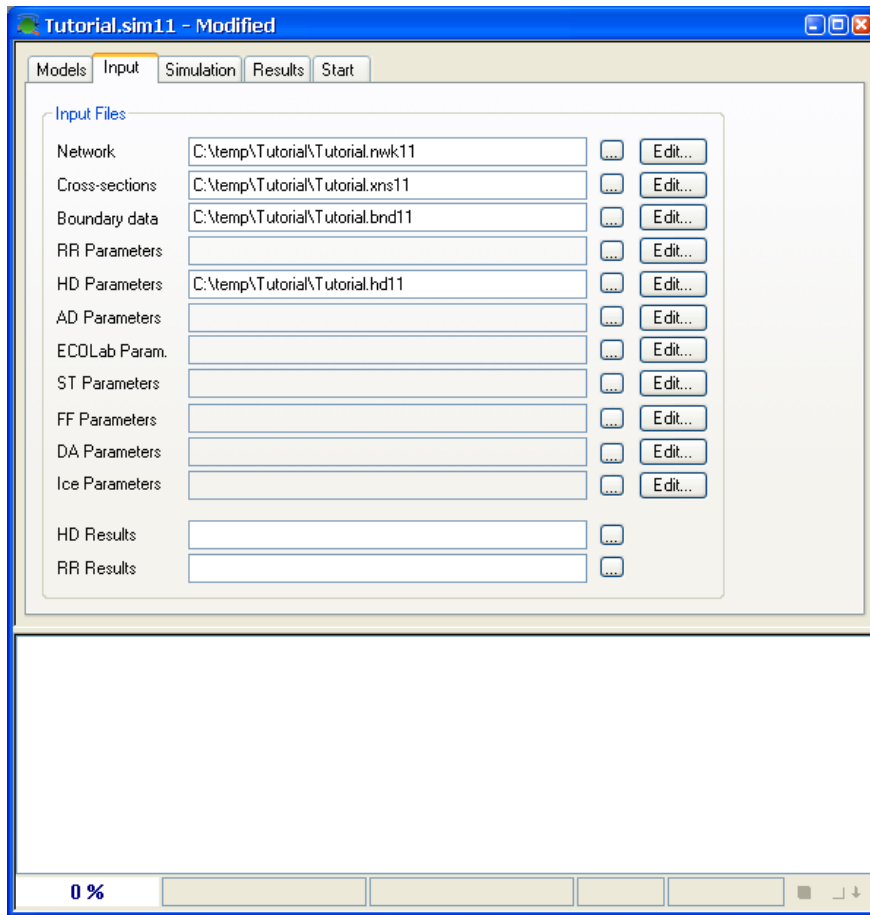 Tutorial.sim11 - Modified
Models Input Simulation Results Start
Input Files
Network C:\temp\Tutorial\Tutorial.nwk11 ... Edit...
Cross-sections C:\temp\Tutorial\Tutorial.xns11 ... Edit...
Boundary data C:\temp\Tutorial\Tutorial.bnd11 ... Edit...
RR Parameters ... Edit...
HD Parameters C:\temp\Tutorial\Tutorial.hd11 ... Edit...
AD Parameters ... Edit...
ECOLab Param. ... Edit...
ST Parameters ... Edit...
FF Parameters ... Edit...
DA Parameters ... Edit...
Ice Parameters ... Edit...
HD Results ...
RR Results ...
0 %